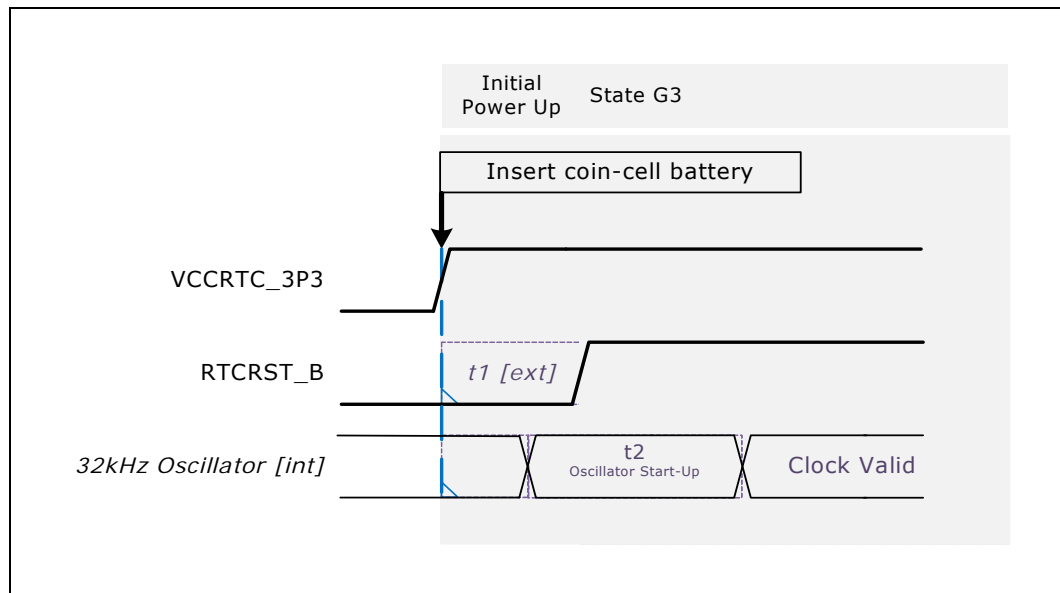 Initial
Power Up
State G3
Insert coin-cell battery
VCCRTC_3P3
RTCRST_B
t1 [ext]
32kHz Oscillator [int]
t2
Oscillator Start-Up
Clock Valid